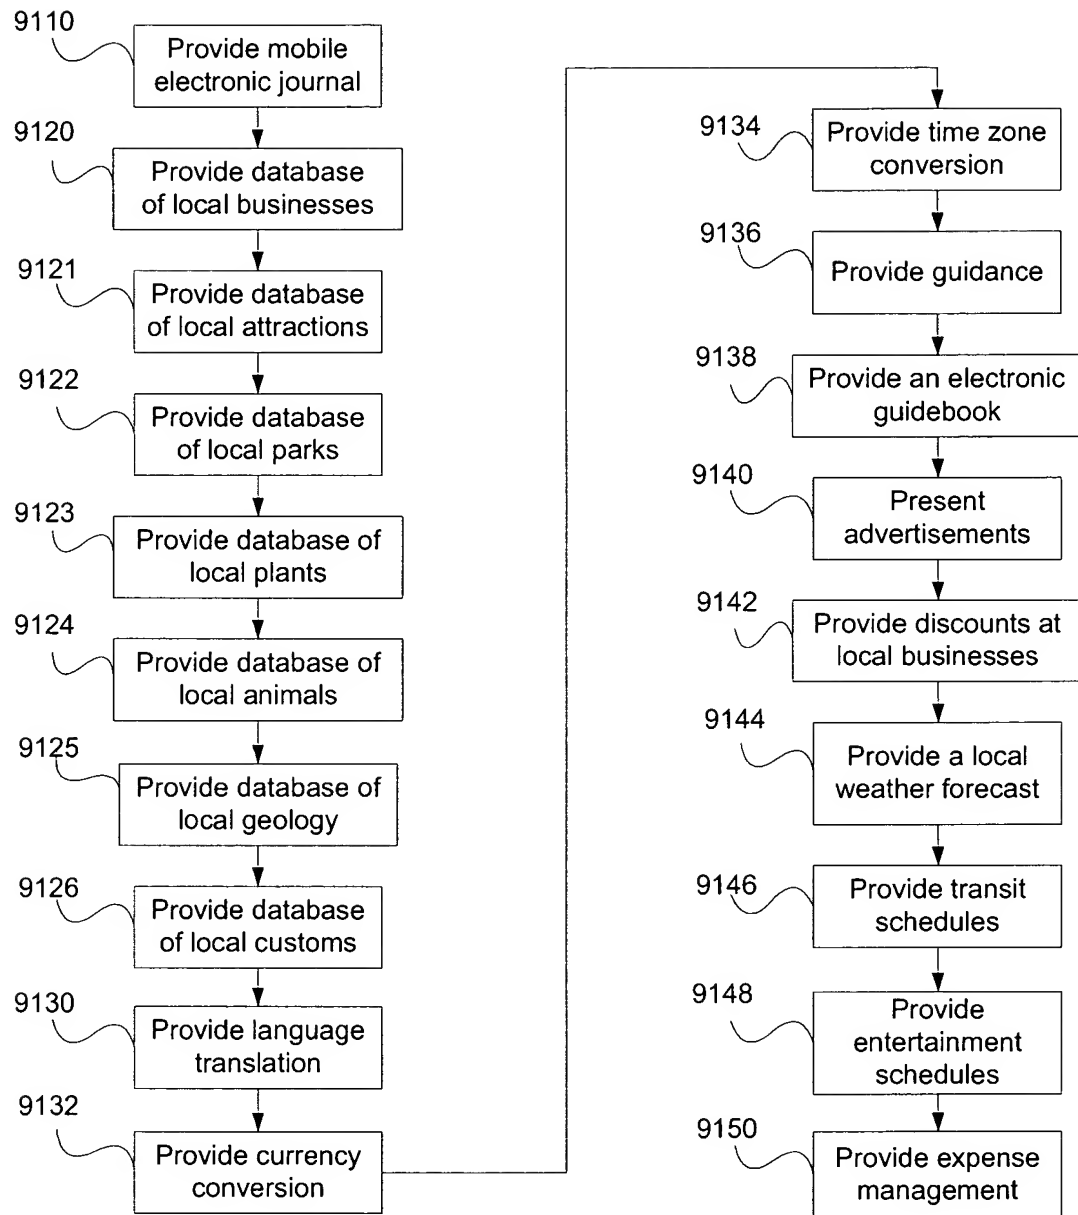 9110
Provide mobile
electronic journal
9120
Provide database
of local businesses
9121
Provide database
of local attractions
9122
Provide database
of local parks
9123
Provide database of
local plants
9124
Provide database of
local animals
9125
Provide database of
local geology
9126
Provide database
of local customs
9130
Provide language
translation
9132
Provide currency
conversion
9134
Provide time zone
conversion
9136
Provide guidance
9138
Provide an electronic
guidebook
9140
Present
advertisements
9142
Provide discounts at
local businesses
9144
Provide a local
weather forecast
9146
Provide transit
schedules
9148
Provide
entertainment
schedules
9150
Provide expense
management